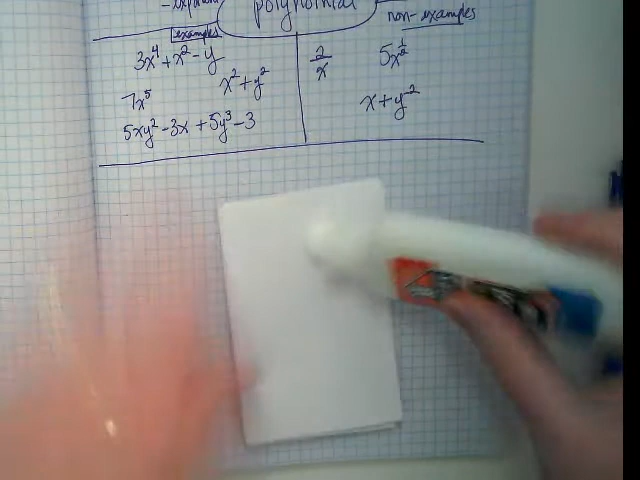 polynomial
non-examples
examples
3x⁴ + x² - y
x² + y²
7x⁵
5xy² - 3x + 5y³ - 3
2/x
5x^½
x + y⁻²